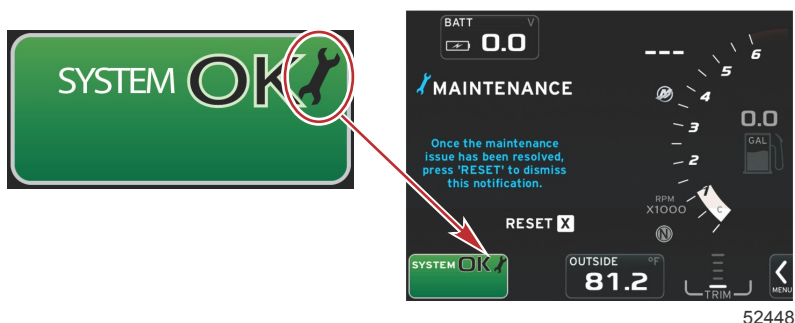 SYSTEM OK
BATT V
0.0
---
6
5
4
3
2
1
C
MAINTENANCE
0.0
GAL
Once the maintenance
issue has been resolved,
press 'RESET' to dismiss
this notification.
RPM
X1000
RESET X
N
SYSTEM OK
OUTSIDE °F
81.2
TRIM
MENU
52448